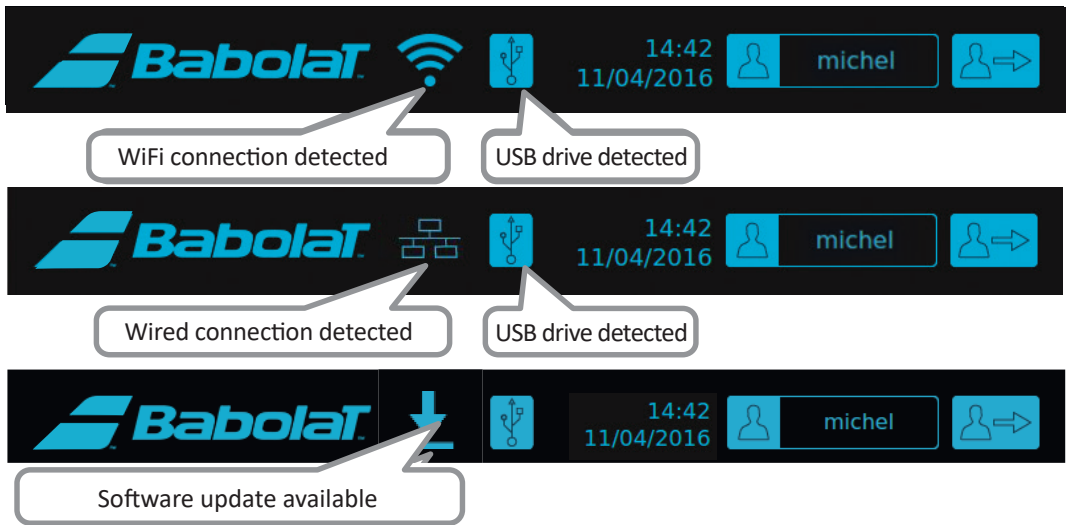 BabolaT
14:42
11/04/2016
michel
WiFi connection detected
USB drive detected
BabolaT
14:42
11/04/2016
michel
Wired connection detected
USB drive detected
BabolaT
14:42
11/04/2016
michel
Software update available